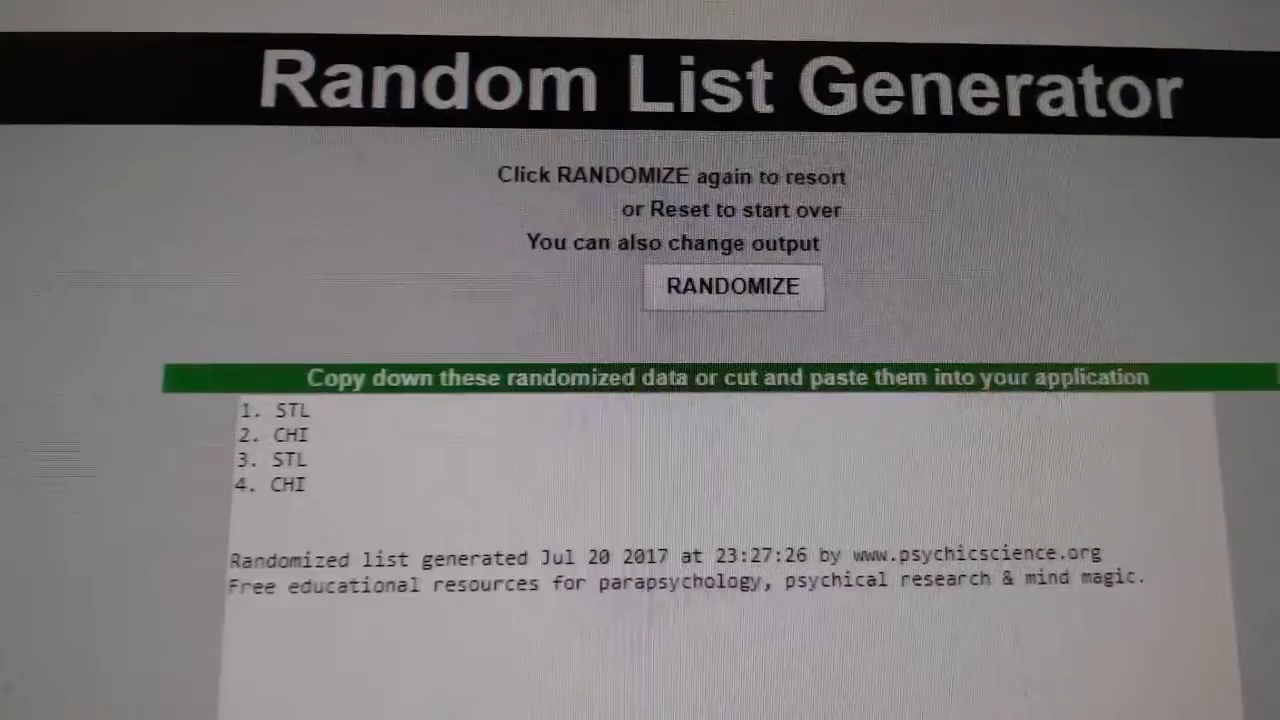 Random List Generator
Click RANDOMIZE again to resort
or Reset to start over
You can also change output
RANDOMIZE
Copy down these randomized data or cut and paste them into your application
1. STL
2. CHI
3. STL
4. CHI
Randomized list generated Jul 20 2017 at 23:27:26 by www.psychicscience.org
Free educational resources for parapsychology, psychical research & mind magic.